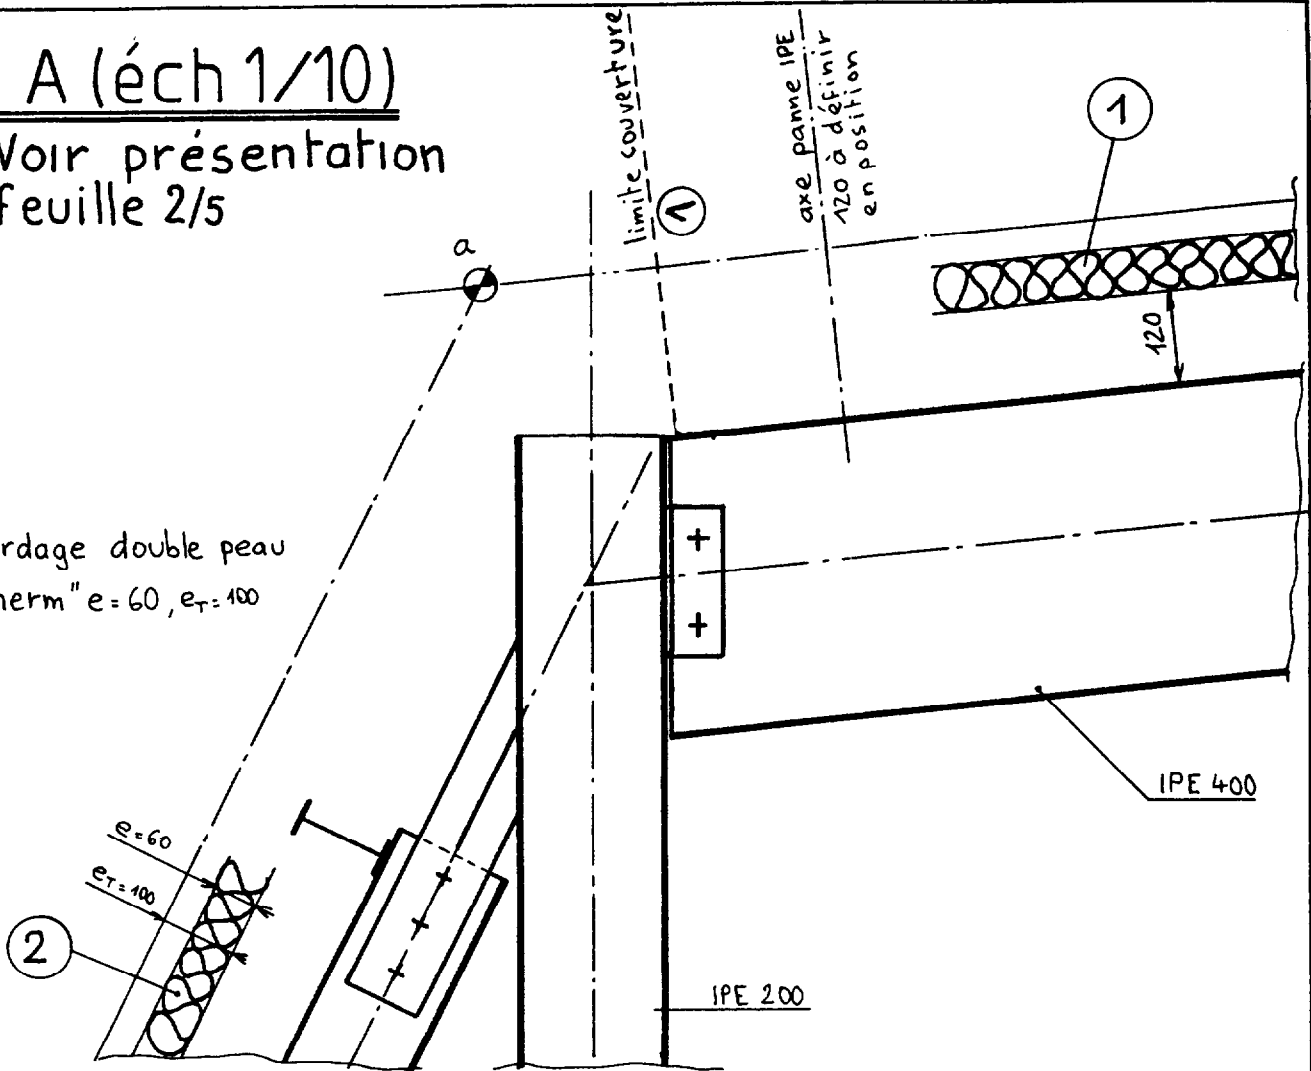 A (éch 1/10)
Voir présentation
feuille 2/5
limite couverture
1
axe panne IPE
120 à définir
en position
1
a
120
rdage double peau
herm" e=60, eT=100
IPE 400
e=60
eT=100
2
IPE 200